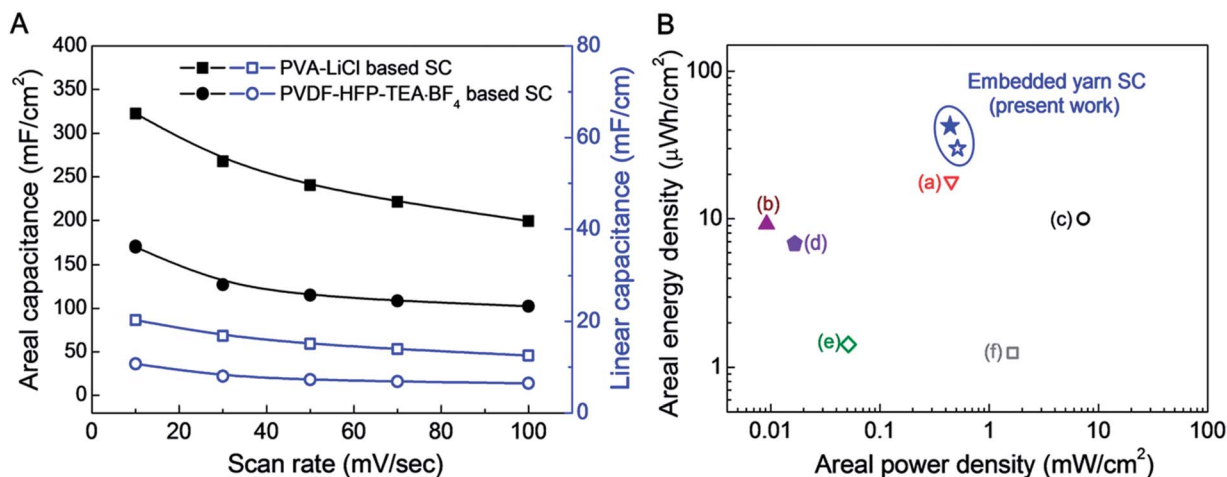 A
Areal capacitance (mF/cm²)
400
350
300
250
200
150
100
50
0
PVA-LiCl based SC
PVDF-HFP-TEA·BF₄ based SC
80
60
40
20
0
Linear capacitance (mF/cm)
0 20 40 60 80 100
Scan rate (mV/sec)
B
Areal energy density (μWh/cm²)
100
10
1
Embedded yarn SC
(present work)
(a)
(b)
(c)
(d)
(e)
(f)
0.01 0.1 1 10 100
Areal power density (mW/cm²)